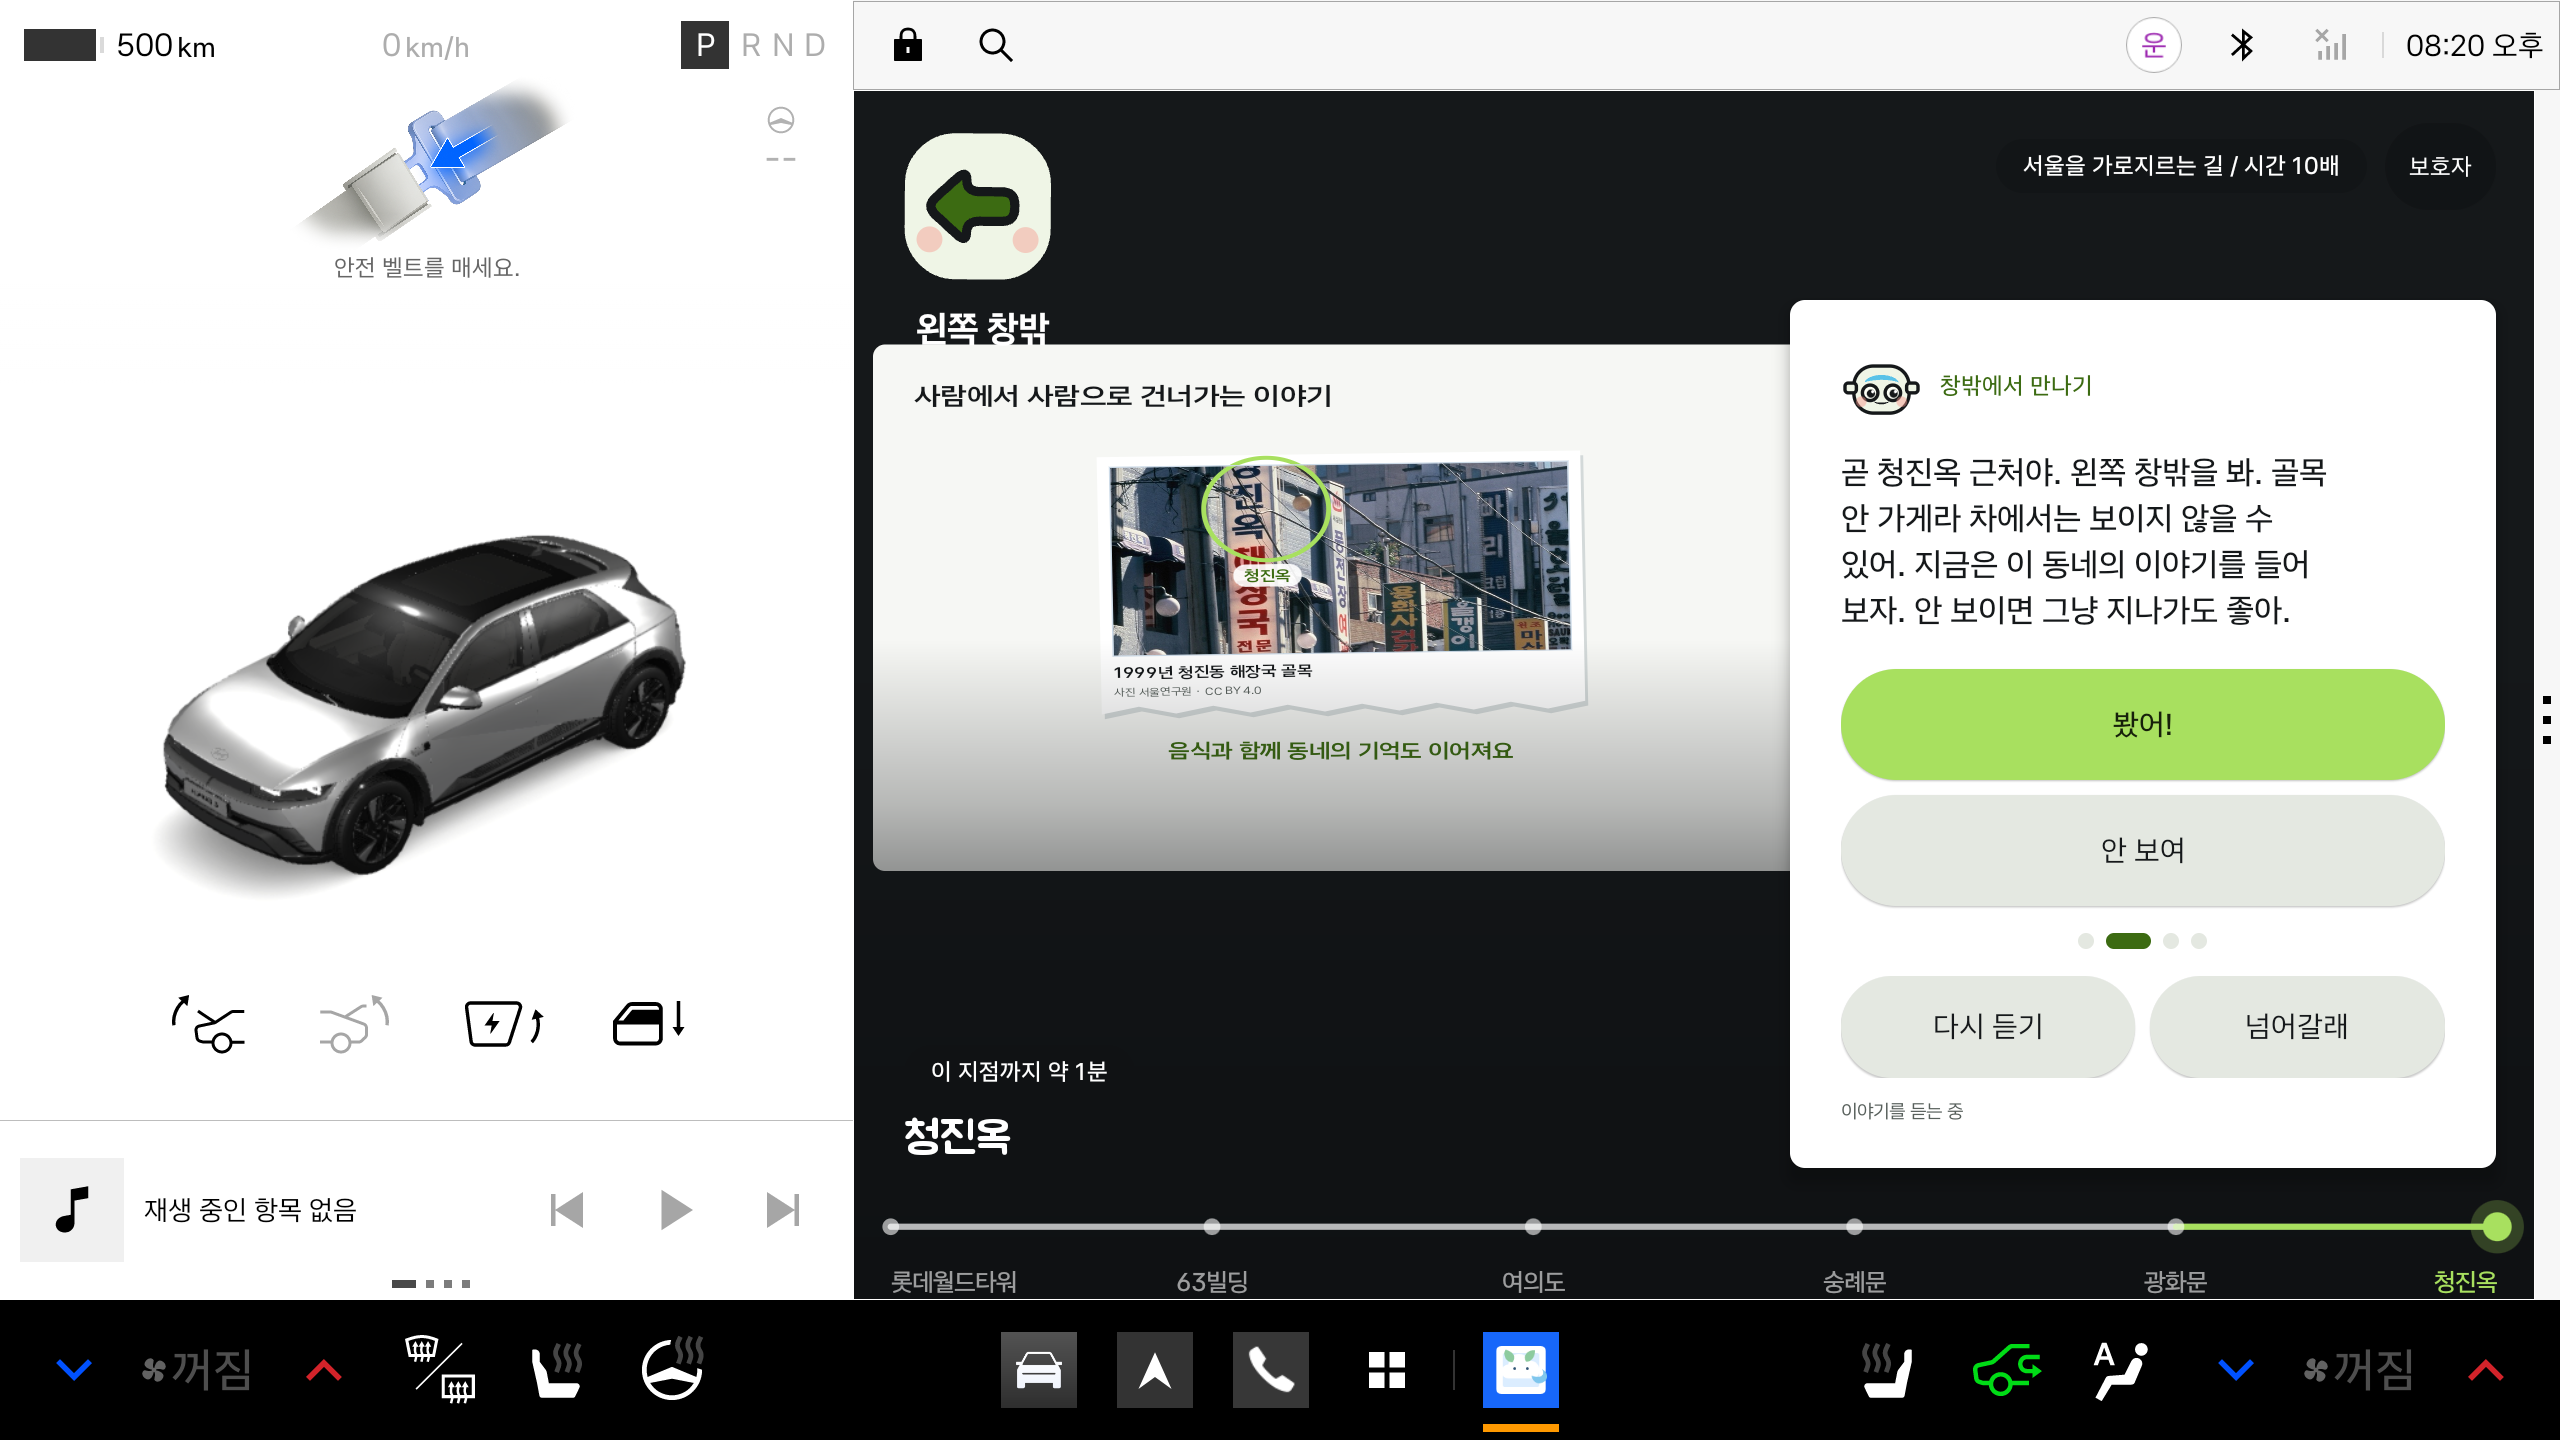 500 km
0 km/h
P R N D
운
08:20 오후
안전 벨트를 매세요.
서울을 가로지르는 길 / 시간 10배
보호자
왼쪽 창밖
사람에서 사람으로 건너가는 이야기
청진옥
1999년 청진동 해장국 골목
사진 서울연구원 · CC BY 4.0
음식과 함께 동네의 기억도 이어져요
창밖에서 만나기
곧 청진옥 근처야. 왼쪽 창밖을 봐. 골목
안 가게라 차에서는 보이지 않을 수
있어. 지금은 이 동네의 이야기를 들어
보자. 안 보이면 그냥 지나가도 좋아.
봤어!
안 보여
다시 듣기
넘어갈래
이야기를 듣는 중
이 지점까지 약 1분
청진옥
롯데월드타워
63빌딩
여의도
숭례문
광화문
청진옥
재생 중인 항목 없음
꺼짐
A
꺼짐